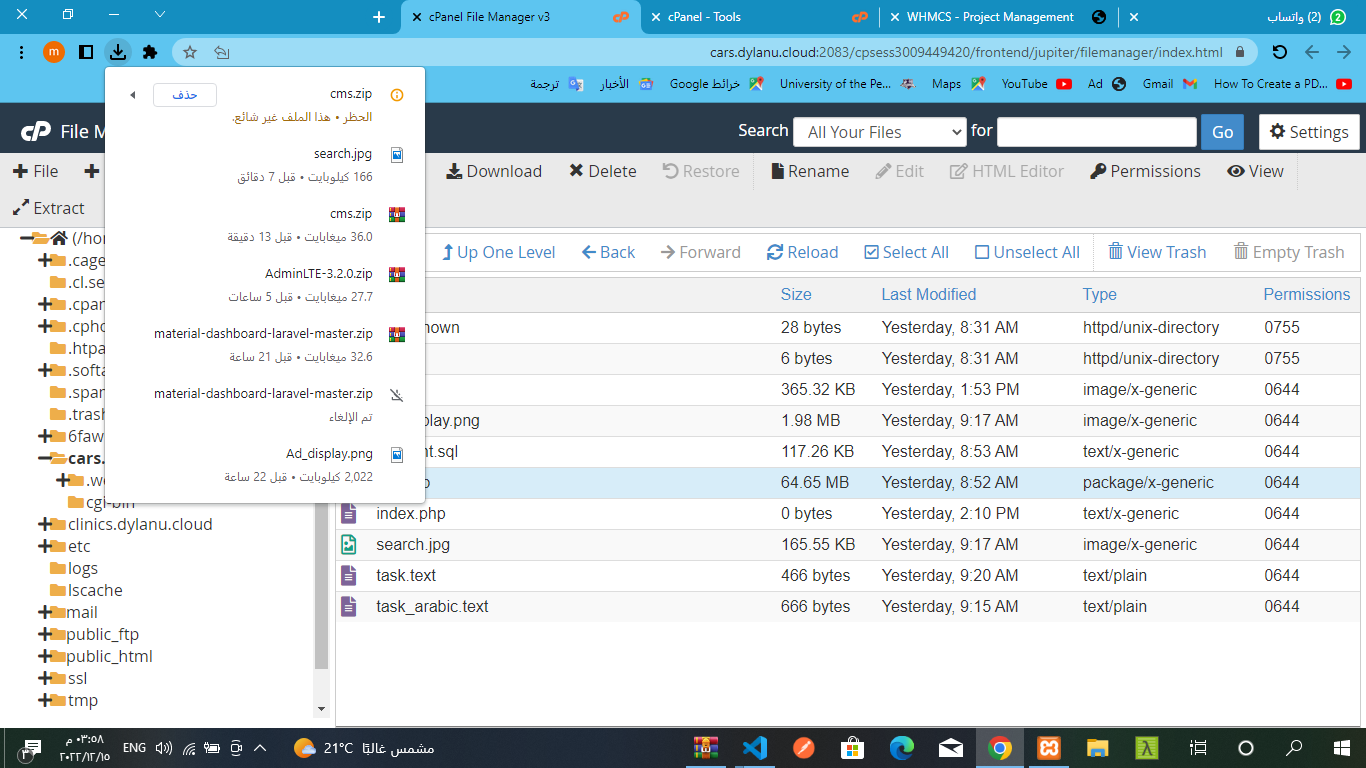 cPanel File Manager v3
cPanel - Tools
WHMCS - Project Management
(2) واتساب
m
cars.dylanu.cloud:2083/cpsess3009449420/frontend/jupiter/filemanager/index.html
ترجمة
الأخبار
خرائط Google
University of the Pe...
Maps
YouTube
Ad
Gmail
How To Create a PD...
cP File M
Search
All Your Files
for
Go
Settings
File
Download
Delete
Restore
Rename
Edit
HTML Editor
Permissions
View
Extract
Up One Level
Back
Forward
Reload
Select All
Unselect All
View Trash
Empty Trash
cms.zip
حذف
الحظر • هذا الملف غير شائع.
search.jpg
166 كيلوبايت • قبل 7 دقائق
cms.zip
36.0 ميغابايت • قبل 13 دقيقة
AdminLTE-3.2.0.zip
27.7 ميغابايت • قبل 5 ساعات
material-dashboard-laravel-master.zip
32.6 ميغابايت • قبل 21 ساعة
material-dashboard-laravel-master.zip
تم الإلغاء
Ad_display.png
2,022 كيلوبايت • قبل 22 ساعة
(/hor
.cage
.cl.se
.cpar
.cpho
.htpa
.softa
.spar
.trash
6faw
cars.
.we
cgi-bin
clinics.dylanu.cloud
etc
logs
lscache
mail
public_ftp
public_html
ssl
tmp
Size Last Modified Type Permissions
nown 28 bytes Yesterday, 8:31 AM httpd/unix-directory 0755
6 bytes Yesterday, 8:31 AM httpd/unix-directory 0755
365.32 KB Yesterday, 1:53 PM image/x-generic 0644
play.png 1.98 MB Yesterday, 9:17 AM image/x-generic 0644
nt.sql 117.26 KB Yesterday, 8:53 AM text/x-generic 0644
p 64.65 MB Yesterday, 8:52 AM package/x-generic 0644
index.php 0 bytes Yesterday, 2:10 PM text/x-generic 0644
search.jpg 165.55 KB Yesterday, 9:17 AM image/x-generic 0644
task.text 466 bytes Yesterday, 9:20 AM text/plain 0644
task_arabic.text 666 bytes Yesterday, 9:15 AM text/plain 0644
٣
٠٣:٥٨ م
٢٠٢٢/١٢/١٥
ENG
21°C مشمس غالبًا